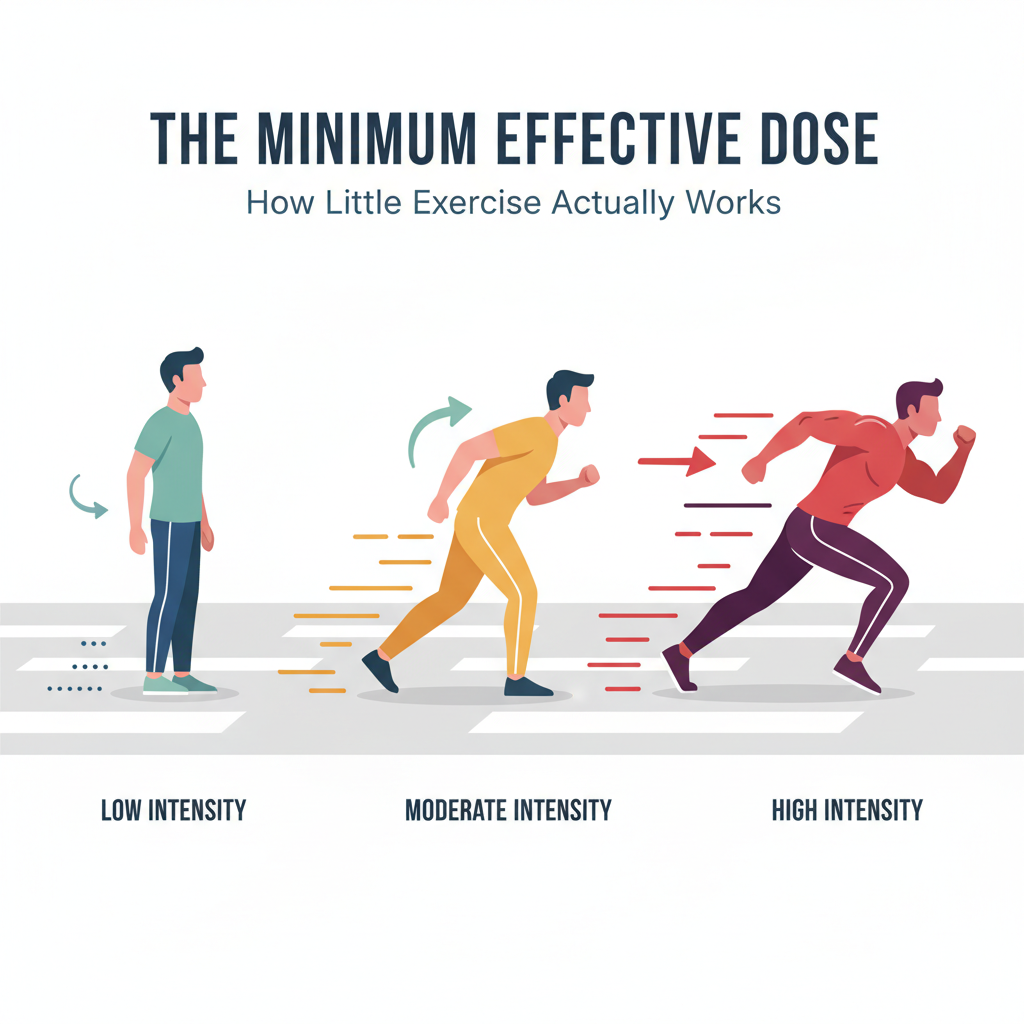 THE MINIMUM EFFECTIVE DOSE
How Little Exercise Actually Works
LOW INTENSITY
MODERATE INTENSITY
HIGH INTENSITY